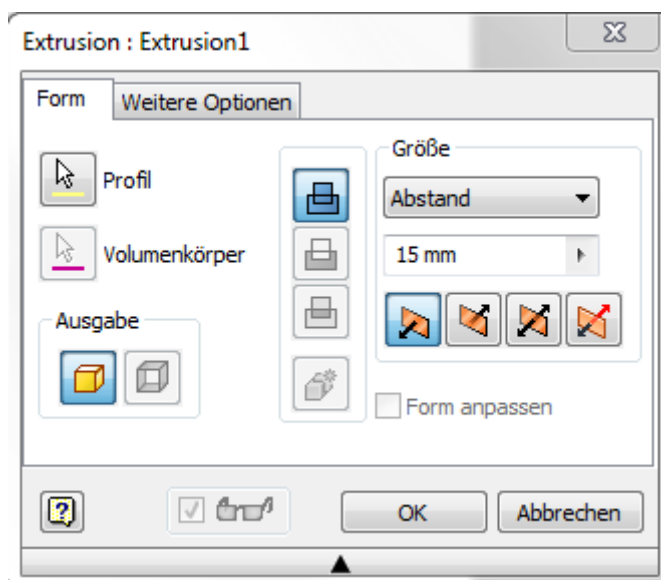 Extrusion : Extrusion1
Form
Weitere Optionen
Profil
Volumenkörper
Ausgabe
Größe
Abstand
15 mm
Form anpassen
?
OK
Abbrechen